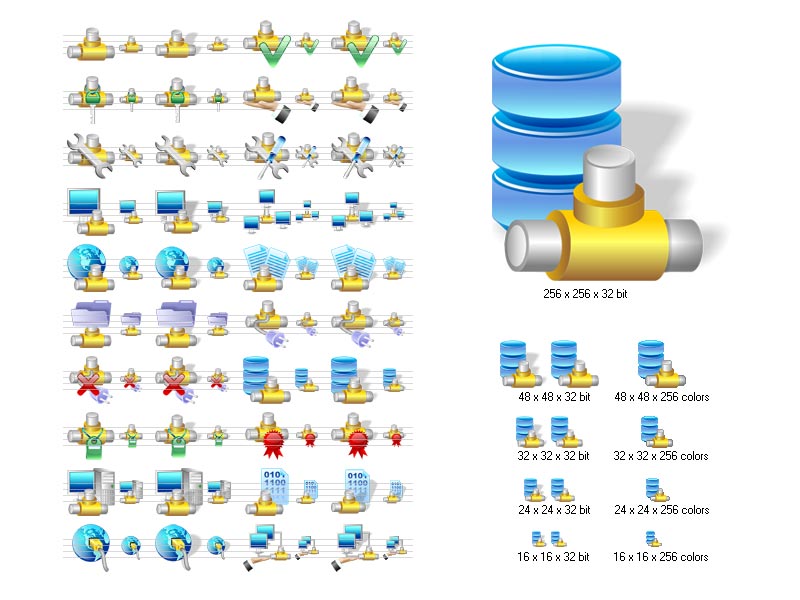 010
1100
0111
010
1100
0111
256 x 256 x 32 bit
48 x 48 x 32 bit
48 x 48 x 256 colors
32 x 32 x 32 bit
32 x 32 x 256 colors
24 x 24 x 32 bit
24 x 24 x 256 colors
16 x 16 x 32 bit
16 x 16 x 256 colors